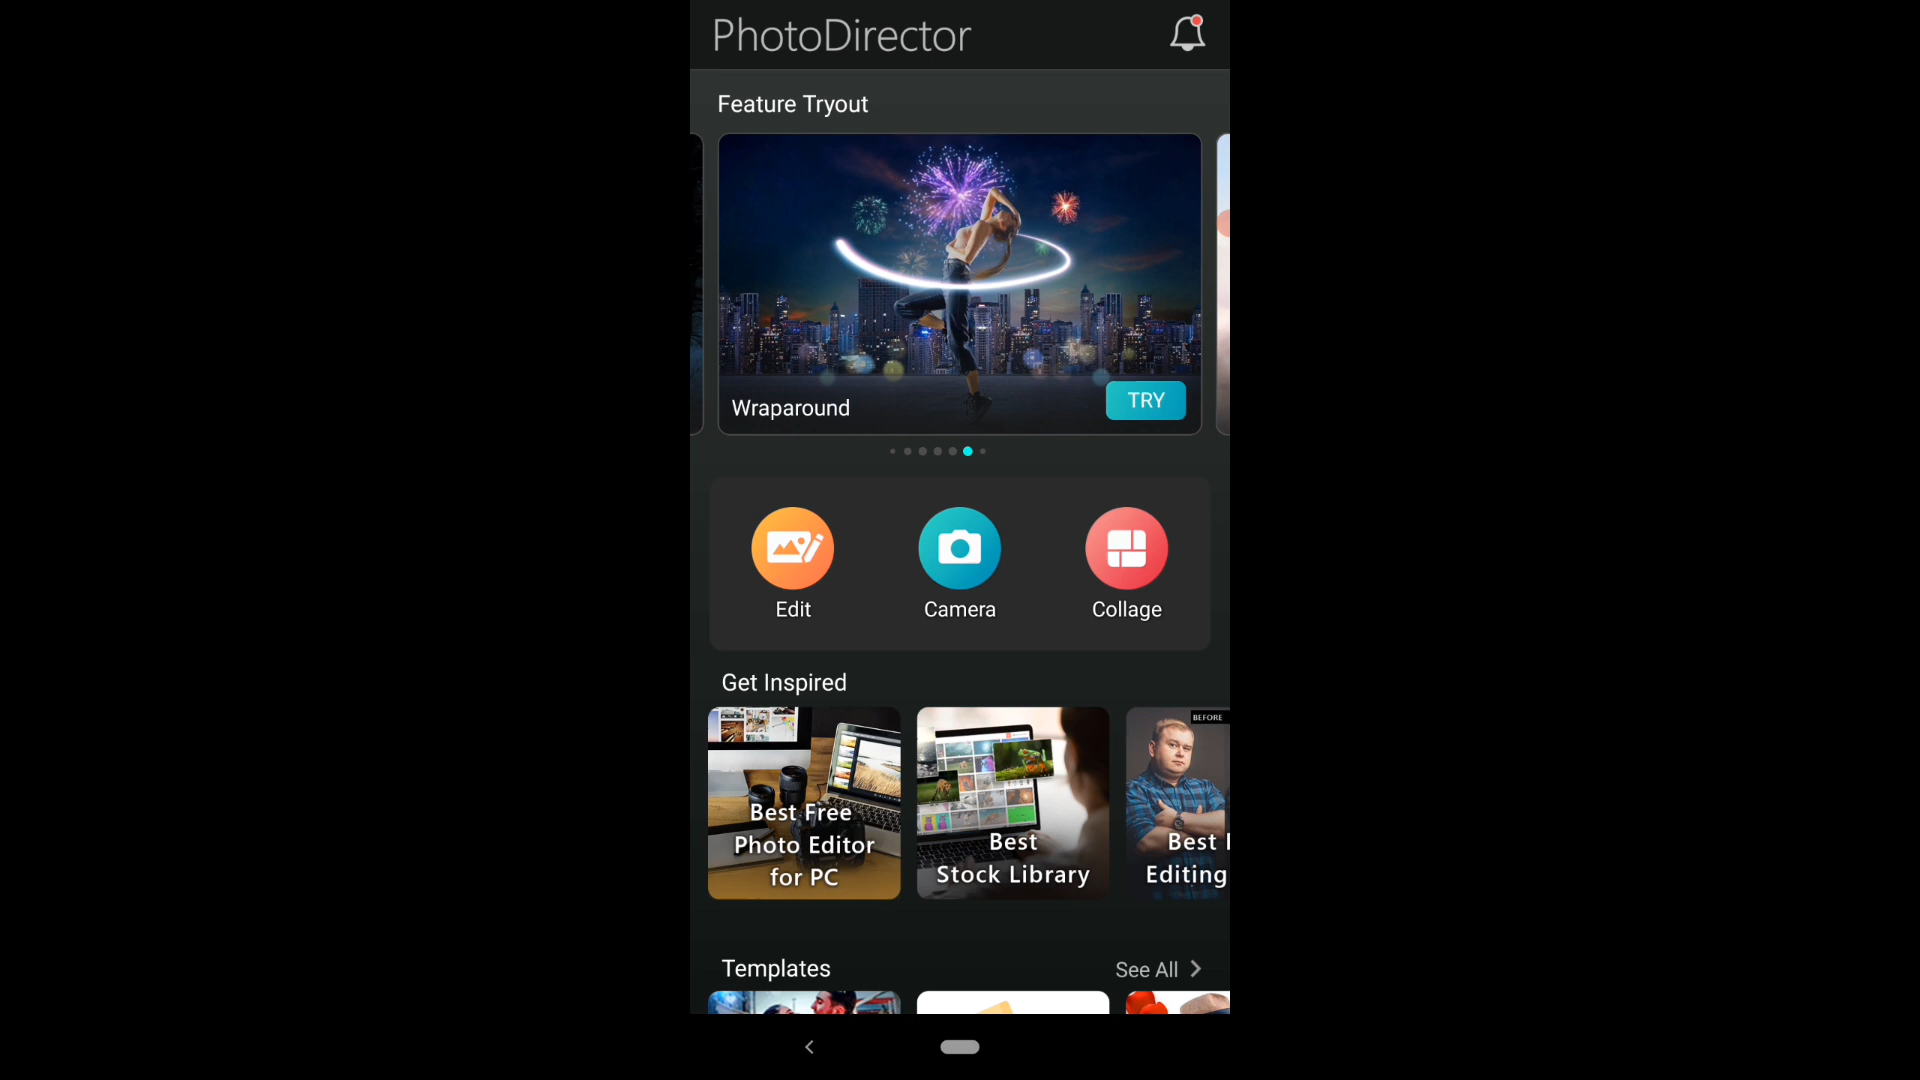 PhotoDirector
Feature Tryout
Wraparound
TRY
Edit
Camera
Collage
Get Inspired
Best Free
Photo Editor
for PC
Best
Stock Library
BEFORE
Best
Editing
Templates
See All